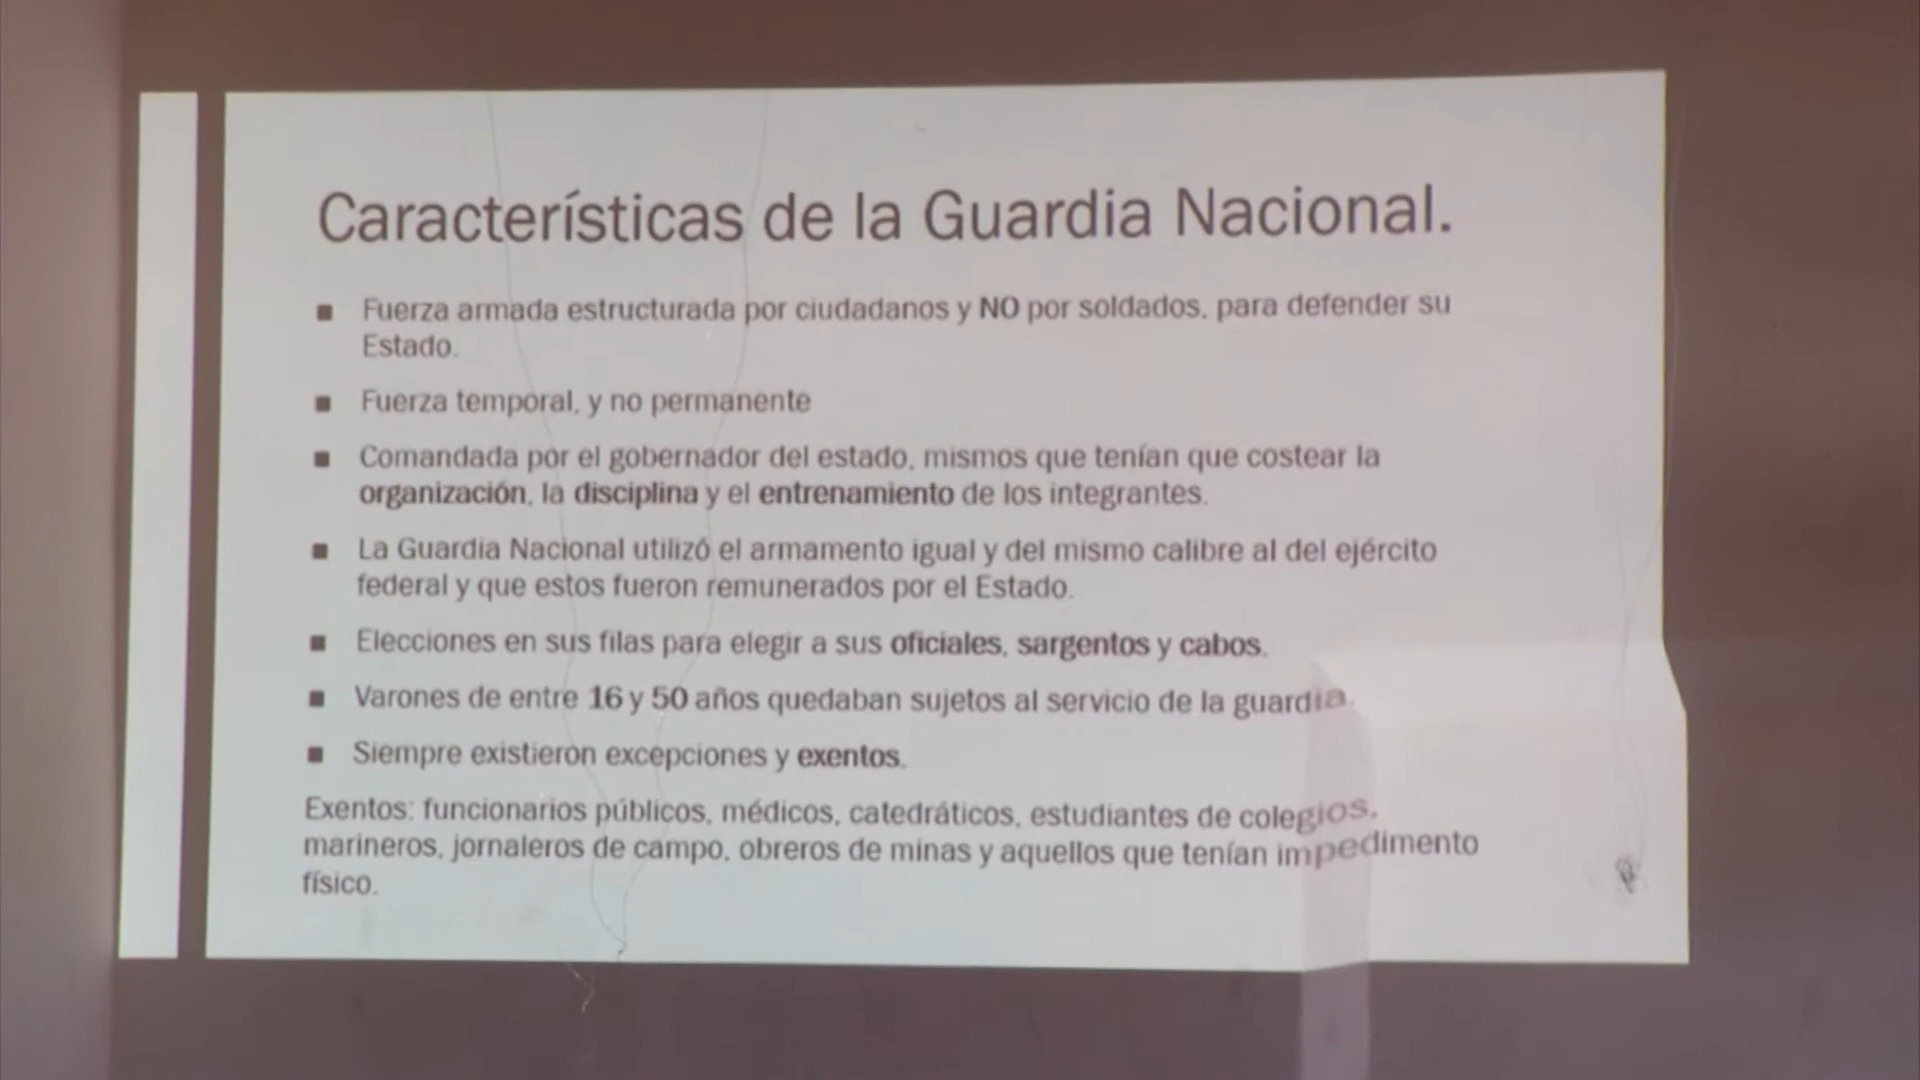 Características de la Guardia Nacional.
Fuerza armada estructurada por ciudadanos y NO por soldados, para defender su
Estado.
Fuerza temporal, y no permanente
Comandada por el gobernador del estado, mismos que tenían que costear la
organización, la disciplina y el entrenamiento de los integrantes.
La Guardia Nacional utilizó el armamento igual y del mismo calibre al del ejército
federal y que estos fueron remunerados por el Estado.
Elecciones en sus filas para elegir a sus oficiales, sargentos y cabos.
Varones de entre 16 y 50 años quedaban sujetos al servicio de la guardia.
Siempre existieron excepciones y exentos.
Exentos: funcionarios públicos, médicos, catedráticos, estudiantes de colegios,
marineros, jornaleros de campo, obreros de minas y aquellos que tenían impedimento
físico.